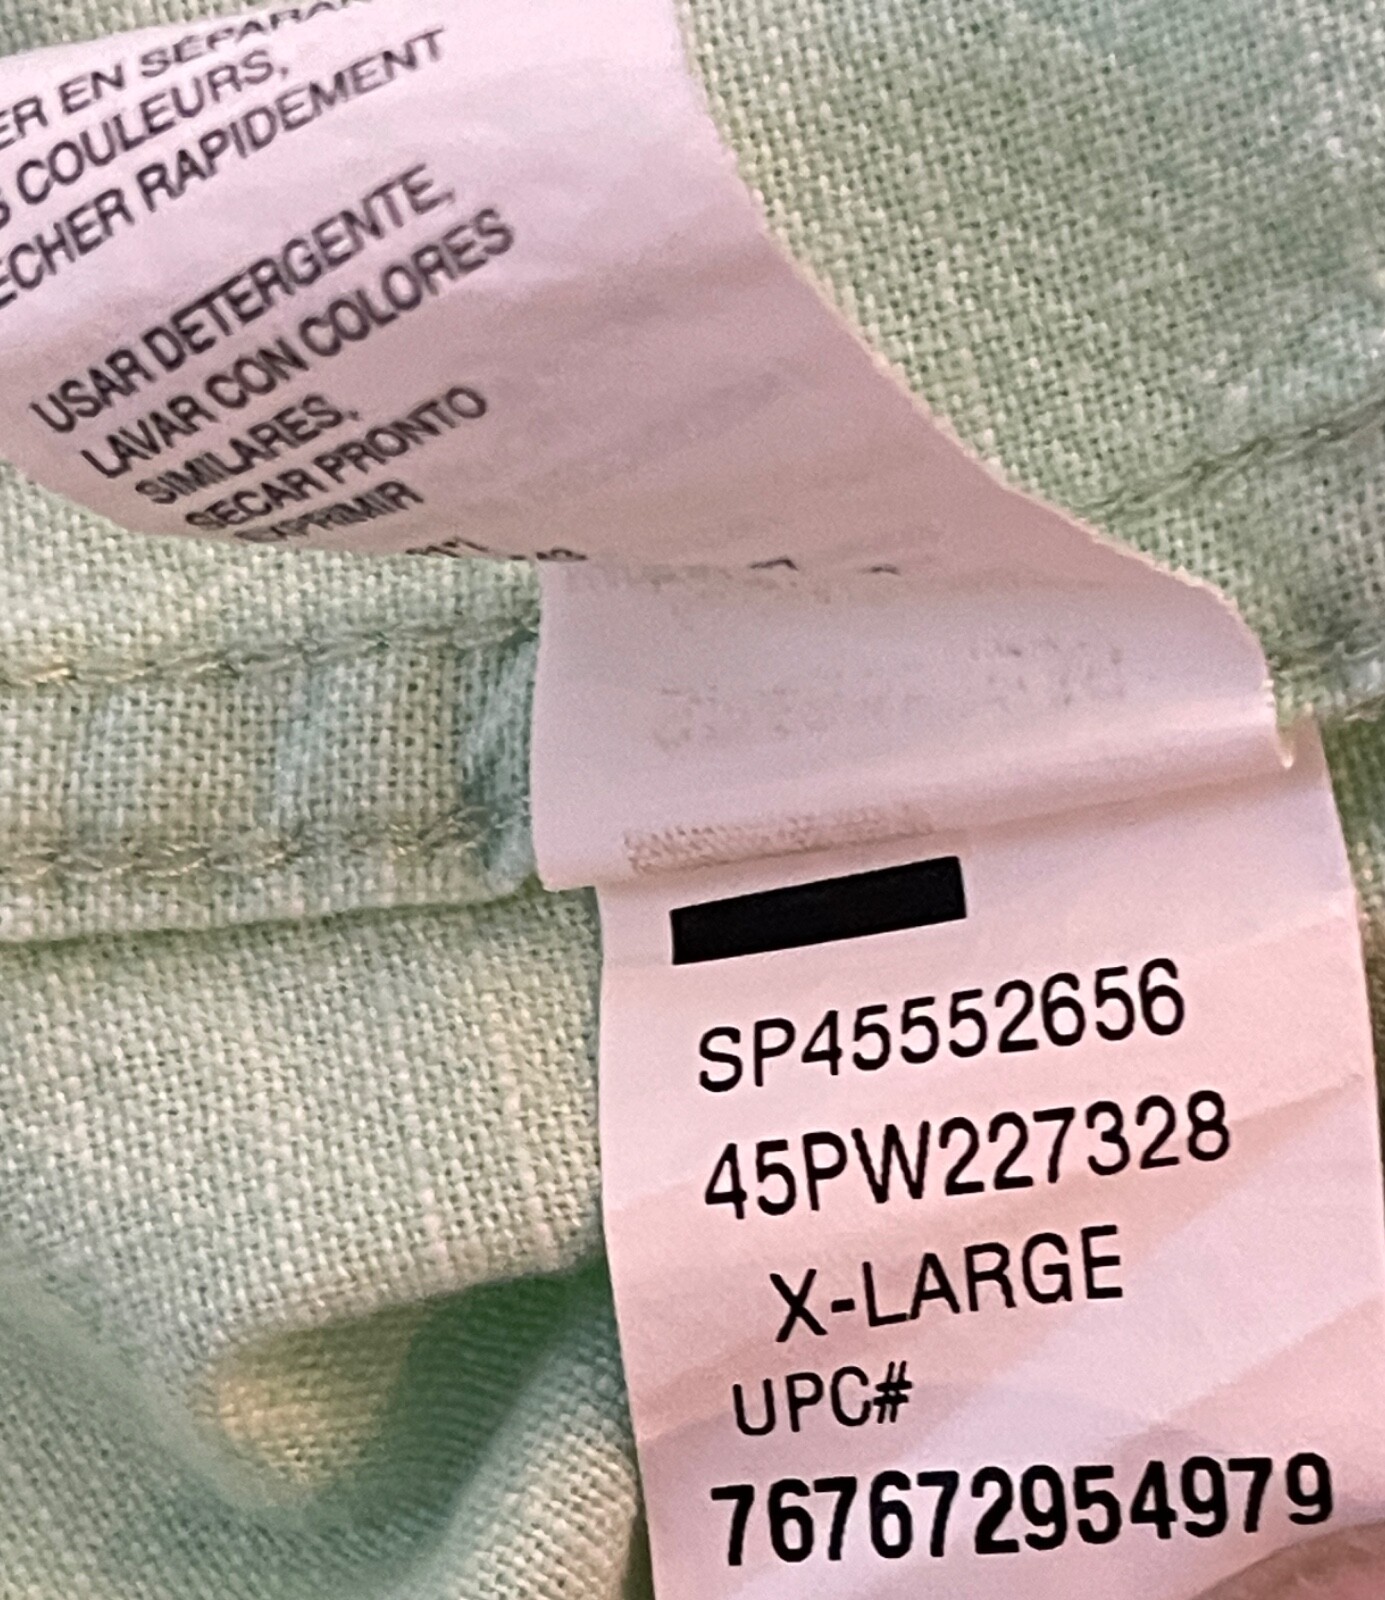 ER EN SÉPARA
S COULEURS,
ECHER RAPIDEMENT
USAR DETERGENTE,
LAVAR CON COLORES
SIMILARES,
SECAR PRONTO
EXPRIMIR
SP45552656
45PW227328
X-LARGE
UPC#
767672954979